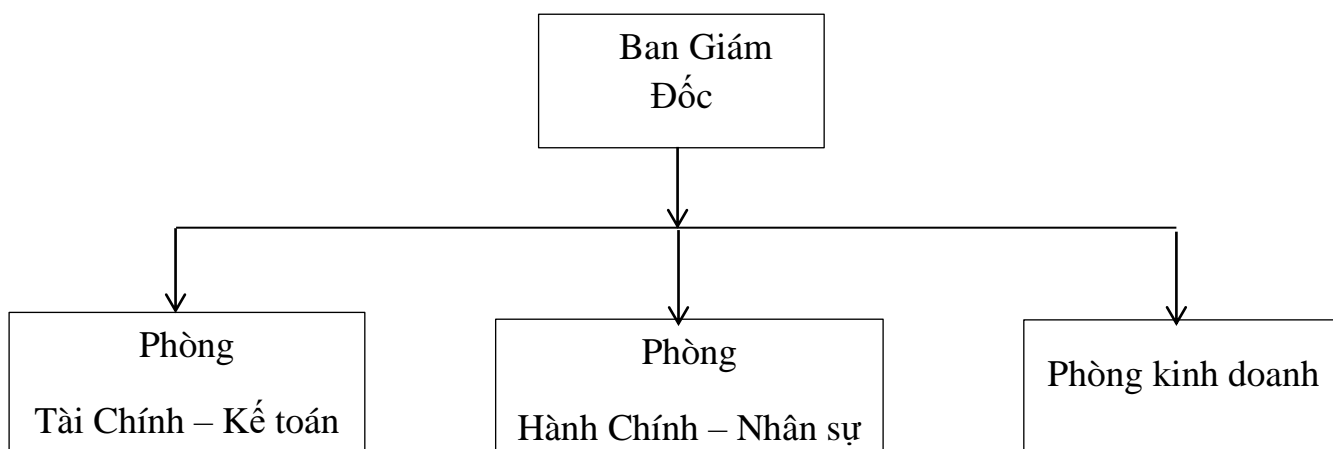 Ban Giám
Đốc
Phòng
Tài Chính – Kế toán
Phòng
Hành Chính – Nhân sự
Phòng kinh doanh